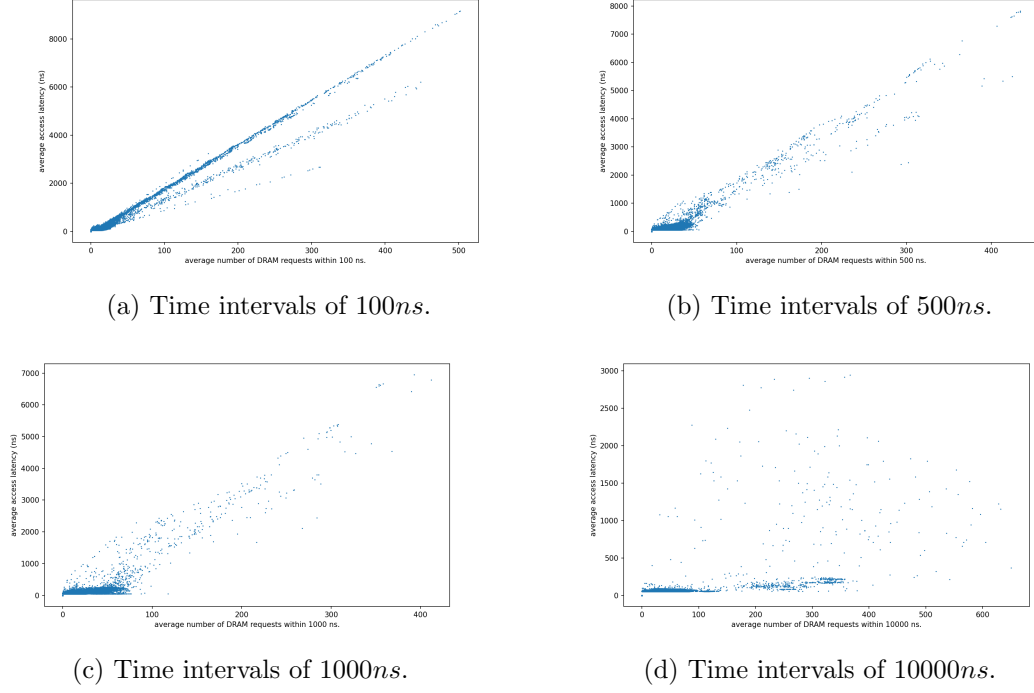 8000
6000
4000
2000
0
average access latency (ns)
0 100 200 300 400 500
average number of DRAM requests within 100 ns.
(a) Time intervals of 100ns.
8000
7000
6000
5000
4000
3000
2000
1000
0
average access latency (ns)
0 100 200 300 400
average number of DRAM requests within 500 ns.
(b) Time intervals of 500ns.
7000
6000
5000
4000
3000
2000
1000
0
average access latency (ns)
0 100 200 300 400
average number of DRAM requests within 1000 ns.
(c) Time intervals of 1000ns.
3000
2500
2000
1500
1000
500
0
average access latency (ns)
0 100 200 300 400 500 600
average number of DRAM requests within 10000 ns.
(d) Time intervals of 10000ns.